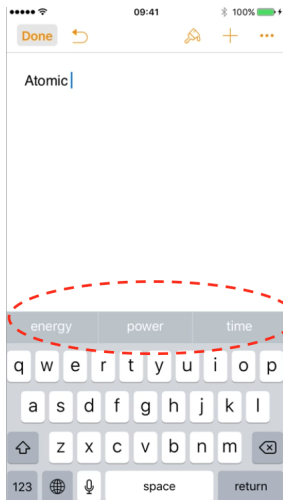 09:41 100%
Done
Atomic
energy power time
q w e r t y u i o p
a s d f g h j k l
z x c v b n m
123 space return